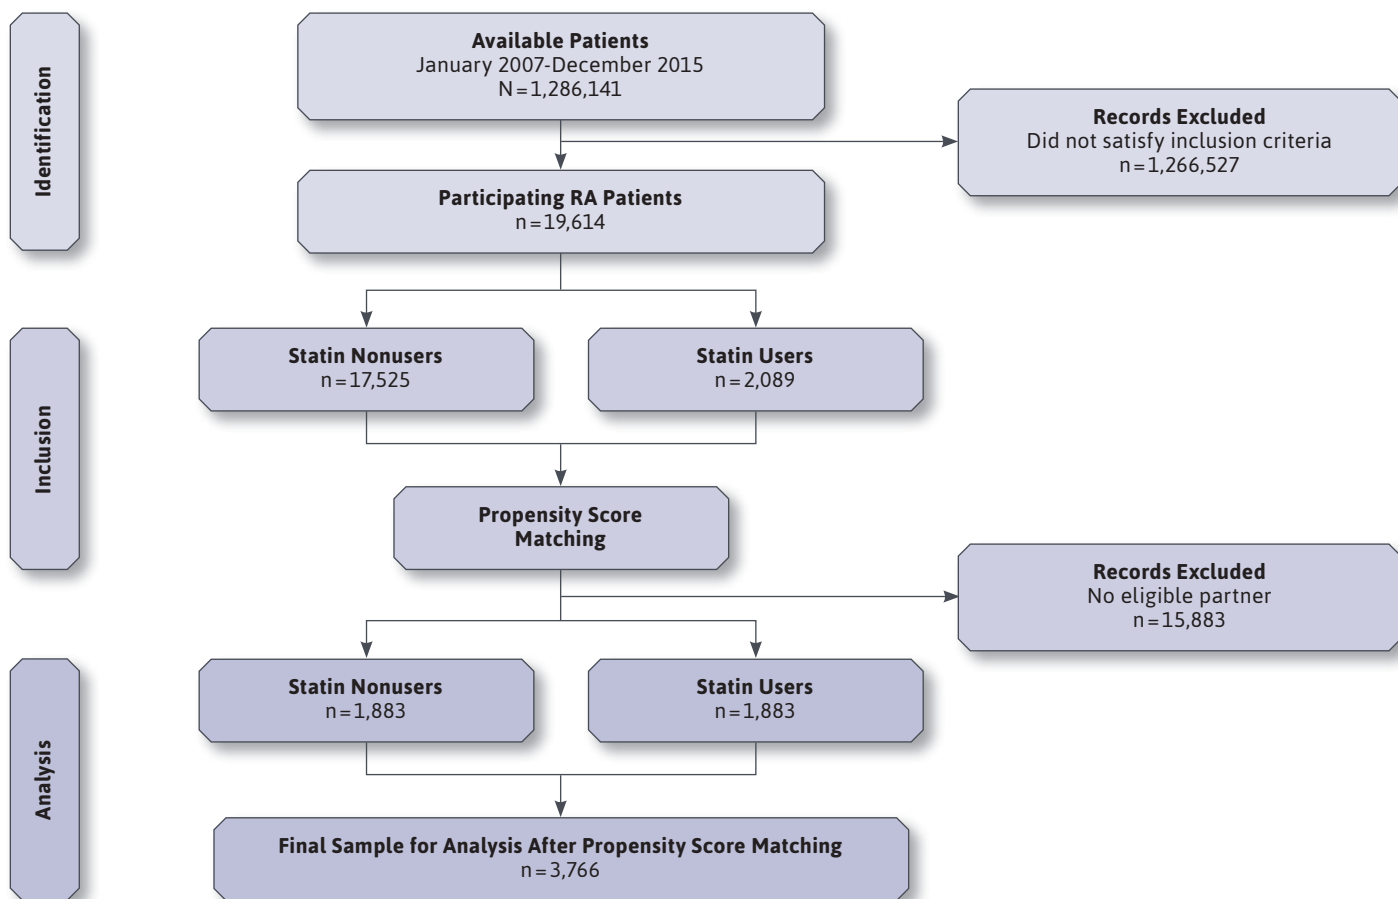 Identification
Available Patients
January 2007-December 2015
N=1,286,141
Records Excluded
Did not satisfy inclusion criteria
n=1,266,527
Participating RA Patients
n=19,614
Inclusion
Statin Nonusers
n=17,525
Statin Users
n=2,089
Propensity Score
Matching
Records Excluded
No eligible partner
n=15,883
Analysis
Statin Nonusers
n=1,883
Statin Users
n=1,883
Final Sample for Analysis After Propensity Score Matching
n=3,766